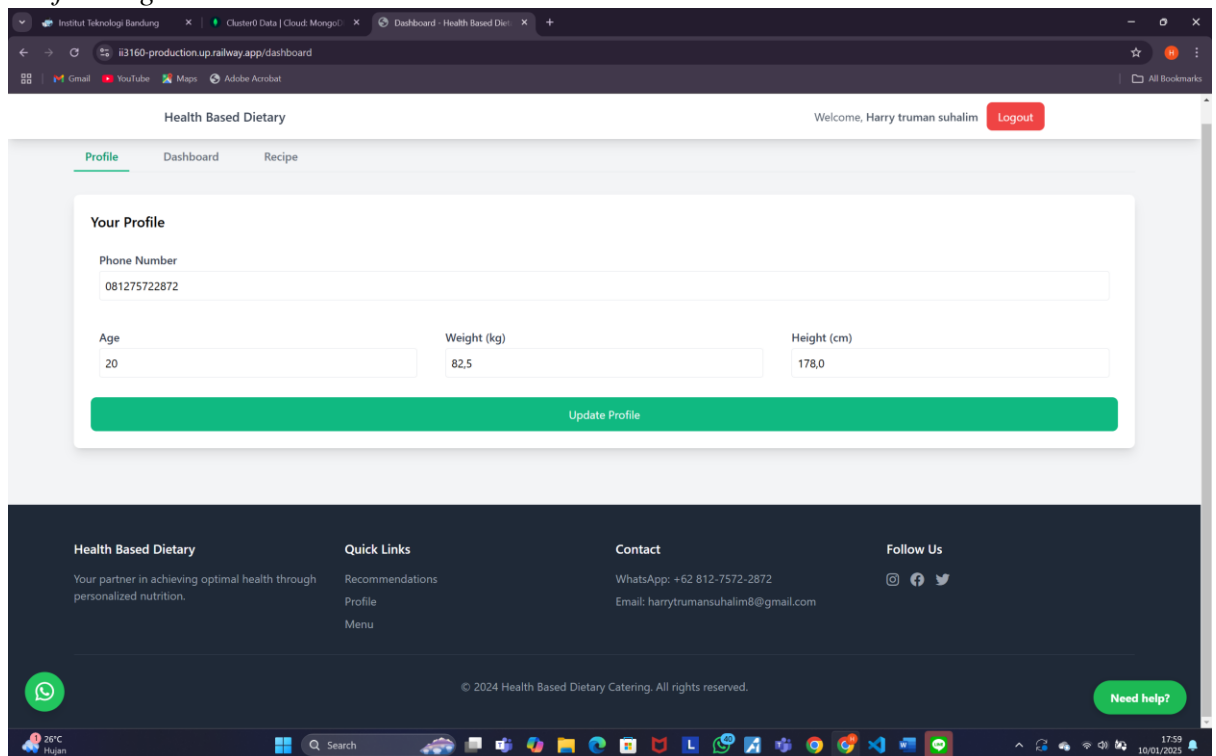 Institut Teknologi Bandung
Cluster0 Data | Cloud: MongoD
Dashboard - Health Based Diet
ii3160-production.up.railway.app/dashboard
Gmail YouTube Maps Adobe Acrobat All Bookmarks
Health Based Dietary Welcome, Harry truman suhalim Logout
Profile Dashboard Recipe
Your Profile
Phone Number
081275722872
Age Weight (kg) Height (cm)
20 82,5 178,0
Update Profile
Health Based Dietary
Your partner in achieving optimal health through
personalized nutrition.
Quick Links
Recommendations
Profile
Menu
Contact
WhatsApp: +62 812-7572-2872
Email: harrytrumansuhalim8@gmail.com
Follow Us
© 2024 Health Based Dietary Catering. All rights reserved.
Need help?
26°C
Hujan
Search
17:59
10/01/2025